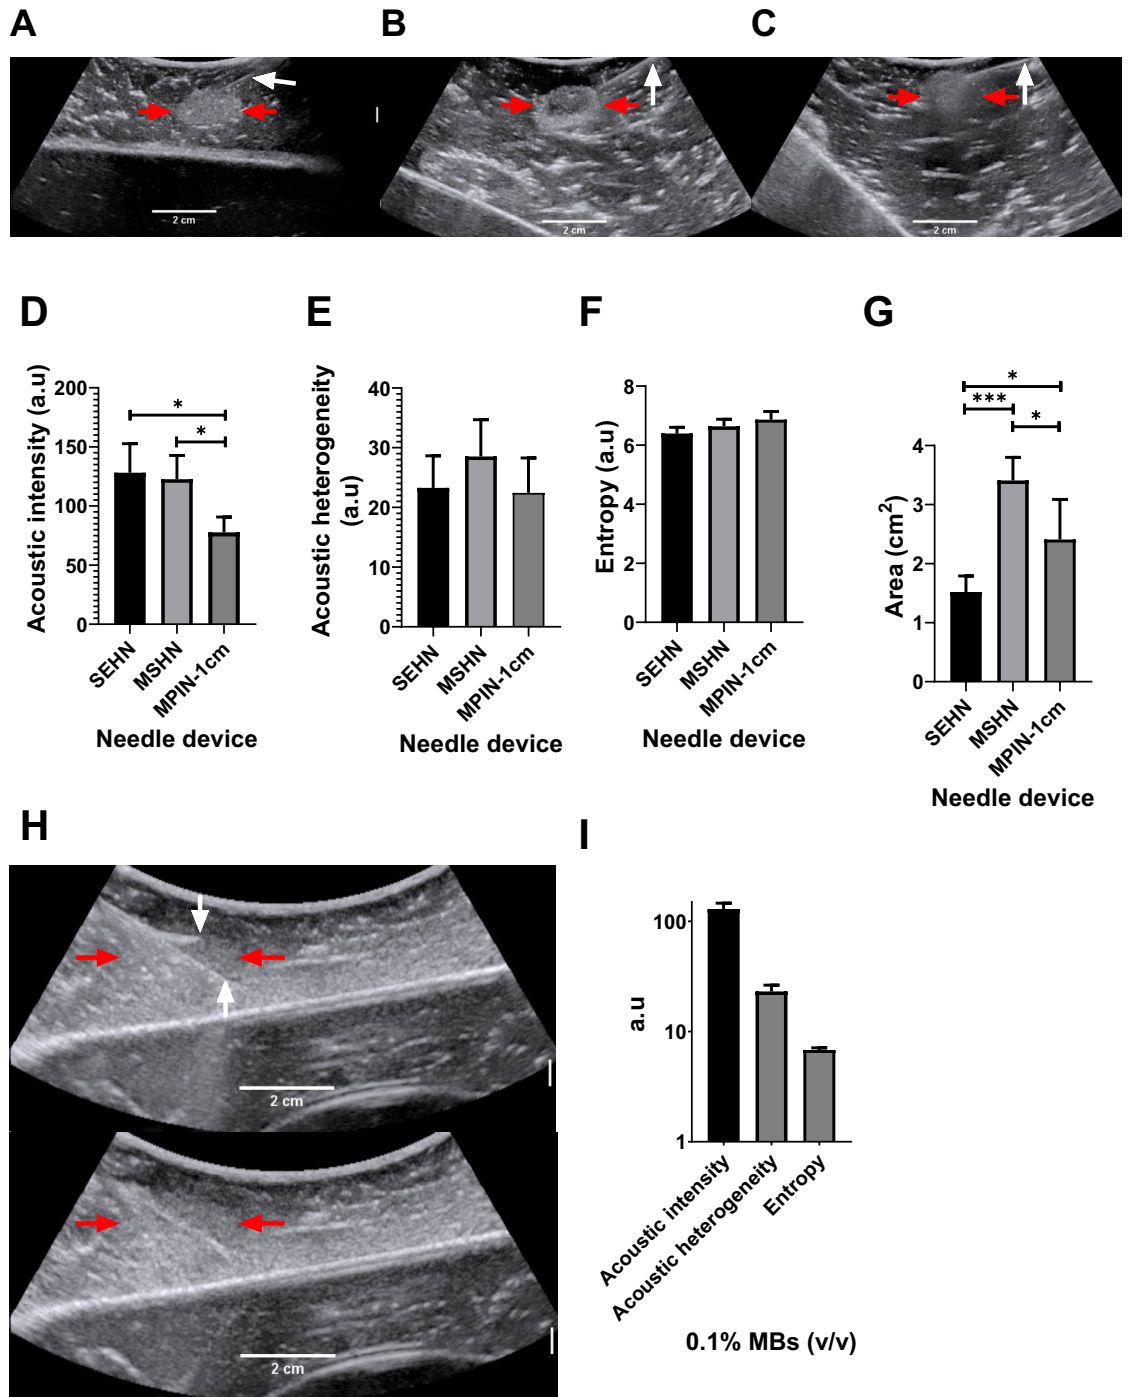 A
B
C
2 cm
2 cm
2 cm
D
E
F
G
Acoustic intensity (a.u)
200
150
100
50
0
*
*
SEHN
MSHN
MPIN-1cm
Needle device
Acoustic heterogeneity
(a.u)
40
30
20
10
0
SEHN
MSHN
MPIN-1cm
Needle device
Entropy (a.u)
8
6
4
2
0
SEHN
MSHN
MPIN-1cm
Needle device
Area (cm²)
4
3
2
1
0
*
***
*
SEHN
MSHN
MPIN-1cm
Needle device
H
2 cm
2 cm
I
a.u
100
10
1
Acoustic intensity
Acoustic heterogeneity
Entropy
0.1% MBs (v/v)